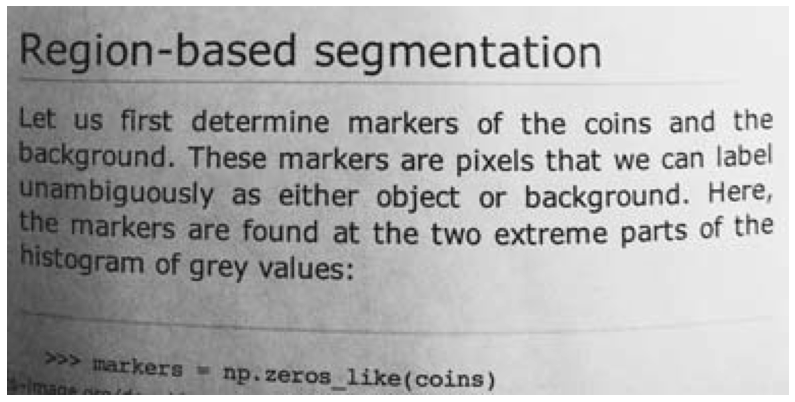 Region-based segmentation
Let us first determine markers of the coins and the
background. These markers are pixels that we can label
unambiguously as either object or background. Here,
the markers are found at the two extreme parts of the
histogram of grey values:
>>> markers = np.zeros_like(coins)